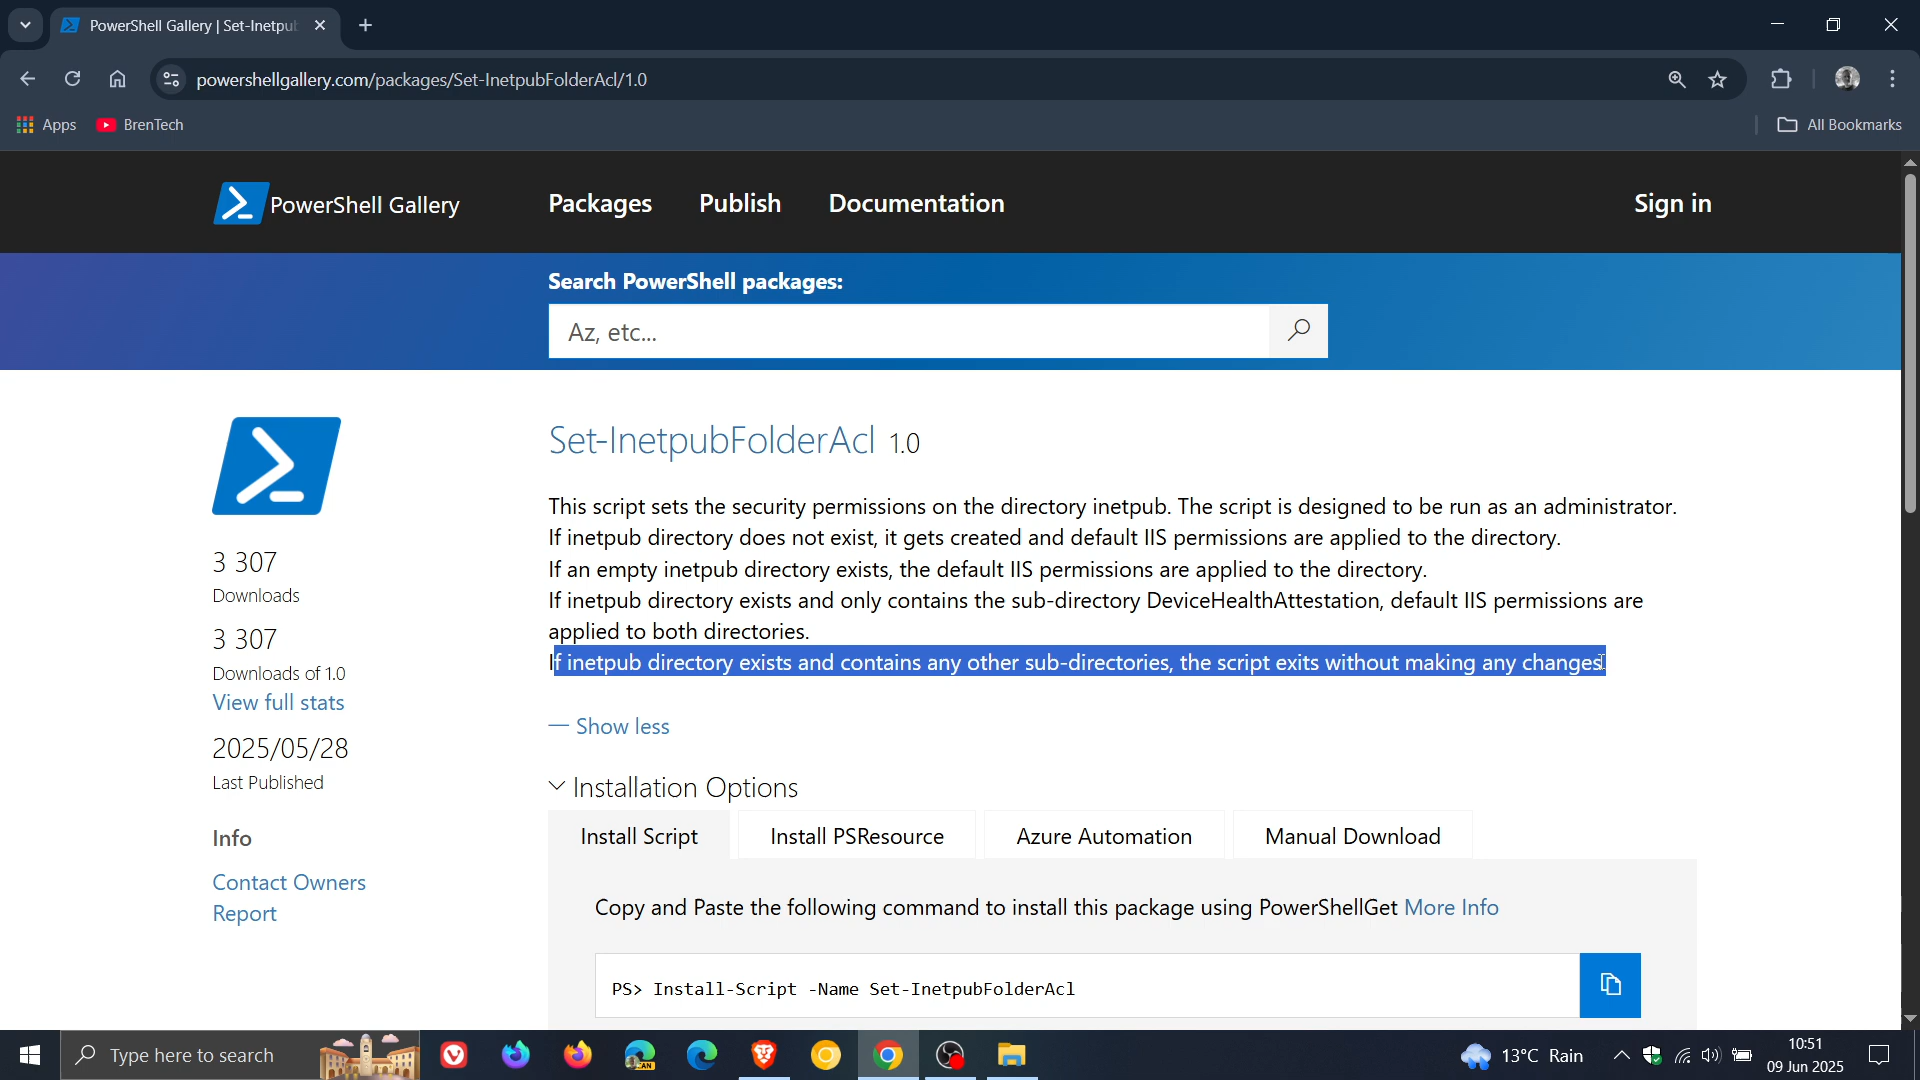 PowerShell Gallery | Set-Inetpub
powershellgallery.com/packages/Set-InetpubFolderAcl/1.0
Apps
BrenTech
All Bookmarks
PowerShell Gallery
Packages
Publish
Documentation
Sign in
Search PowerShell packages:
Az, etc...
Set-InetpubFolderAcl 1.0
This script sets the security permissions on the directory inetpub. The script is designed to be run as an administrator.
If inetpub directory does not exist, it gets created and default IIS permissions are applied to the directory.
If an empty inetpub directory exists, the default IIS permissions are applied to the directory.
If inetpub directory exists and only contains the sub-directory DeviceHealthAttestation, default IIS permissions are
applied to both directories.
If inetpub directory exists and contains any other sub-directories, the script exits without making any changes.
— Show less
3 307
Downloads
3 307
Downloads of 1.0
View full stats
2025/05/28
Last Published
Info
Contact Owners
Report
Installation Options
Install Script
Install PSResource
Azure Automation
Manual Download
Copy and Paste the following command to install this package using PowerShellGet More Info
PS> Install-Script -Name Set-InetpubFolderAcl
Type here to search
CAN
13°C Rain
10:51
09 Jun 2025